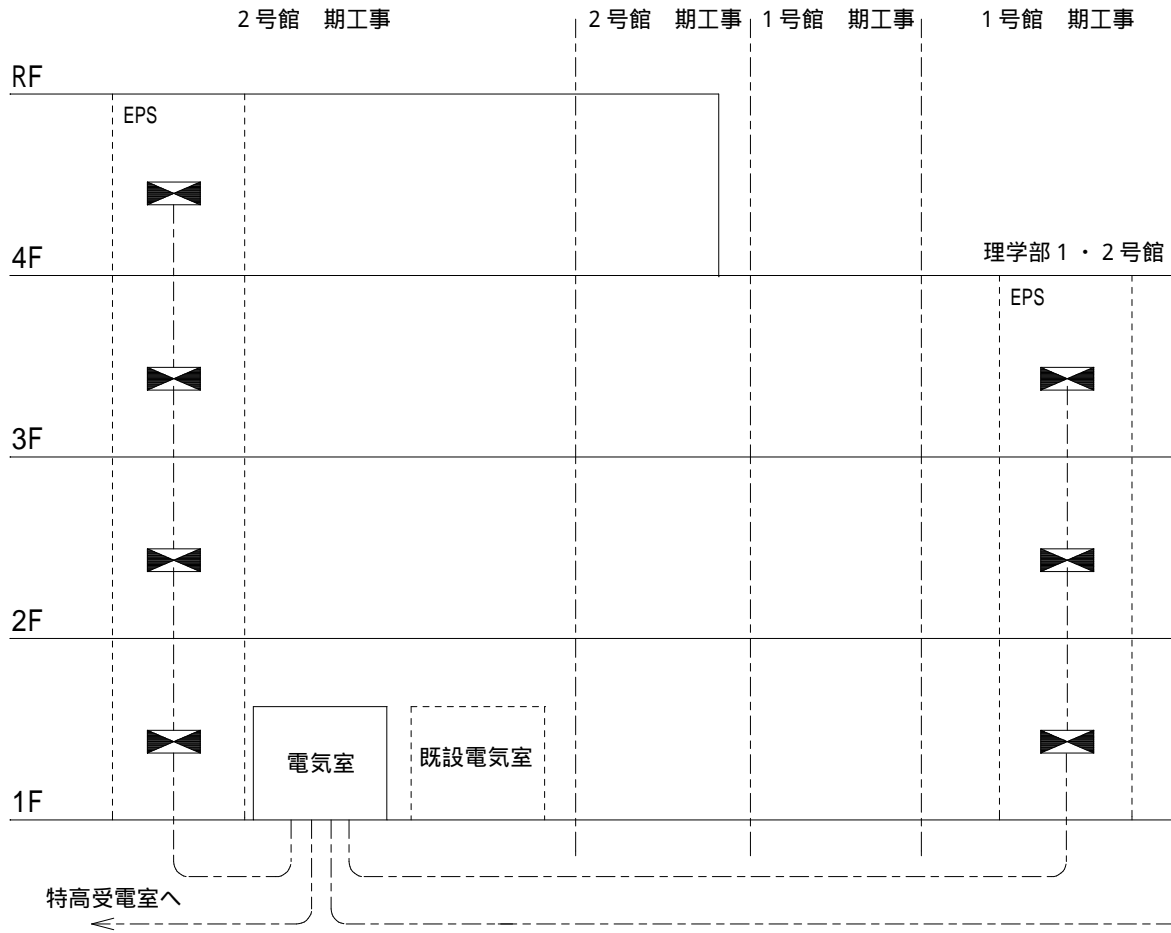 2号館　期工事
2号館　期工事
1号館　期工事
1号館　期工事
RF
EPS
4F
理学部1・2号館
EPS
3F
2F
電気室
既設電気室
1F
特高受電室へ